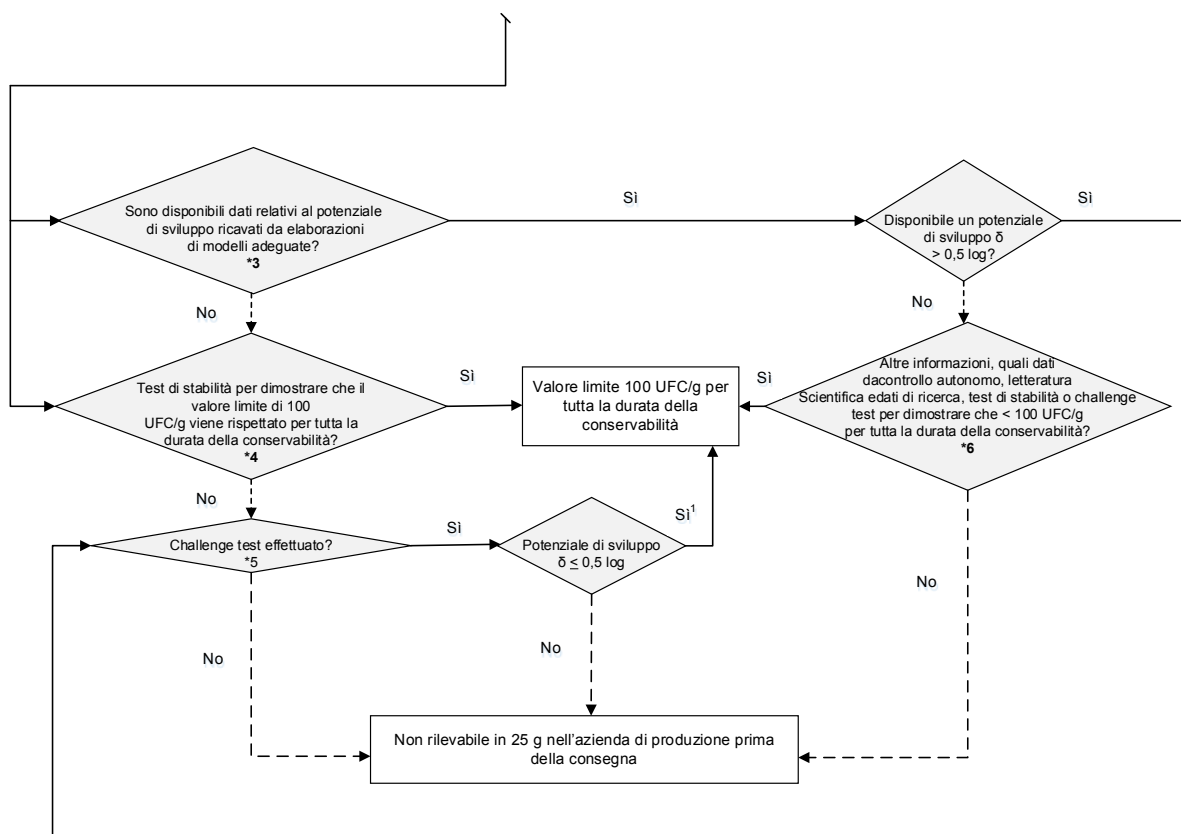 Sì
Sì
Sono disponibili dati relativi al potenziale
di sviluppo ricavati da elaborazioni
di modelli adeguate?
*3
Disponibile un potenziale
di sviluppo δ
> 0,5 log?
No
No
Test di stabilità per dimostrare che il
valore limite di 100
UFC/g viene rispettato per tutta la
durata della conservabilità?
*4
Sì
Valore limite 100 UFC/g per
tutta la durata della
conservabilità
Sì
Altre informazioni, quali dati
dacontrollo autonomo, letteratura
Scientifica edati di ricerca, test di stabilità o challenge
test per dimostrare che < 100 UFC/g
per tutta la durata della conservabilità?
*6
No
Challenge test effettuato?
*5
Sì
Potenziale di sviluppo
δ ≤ 0,5 log
Sì¹
No
No
No
Non rilevabile in 25 g nell’azienda di produzione prima
della consegna